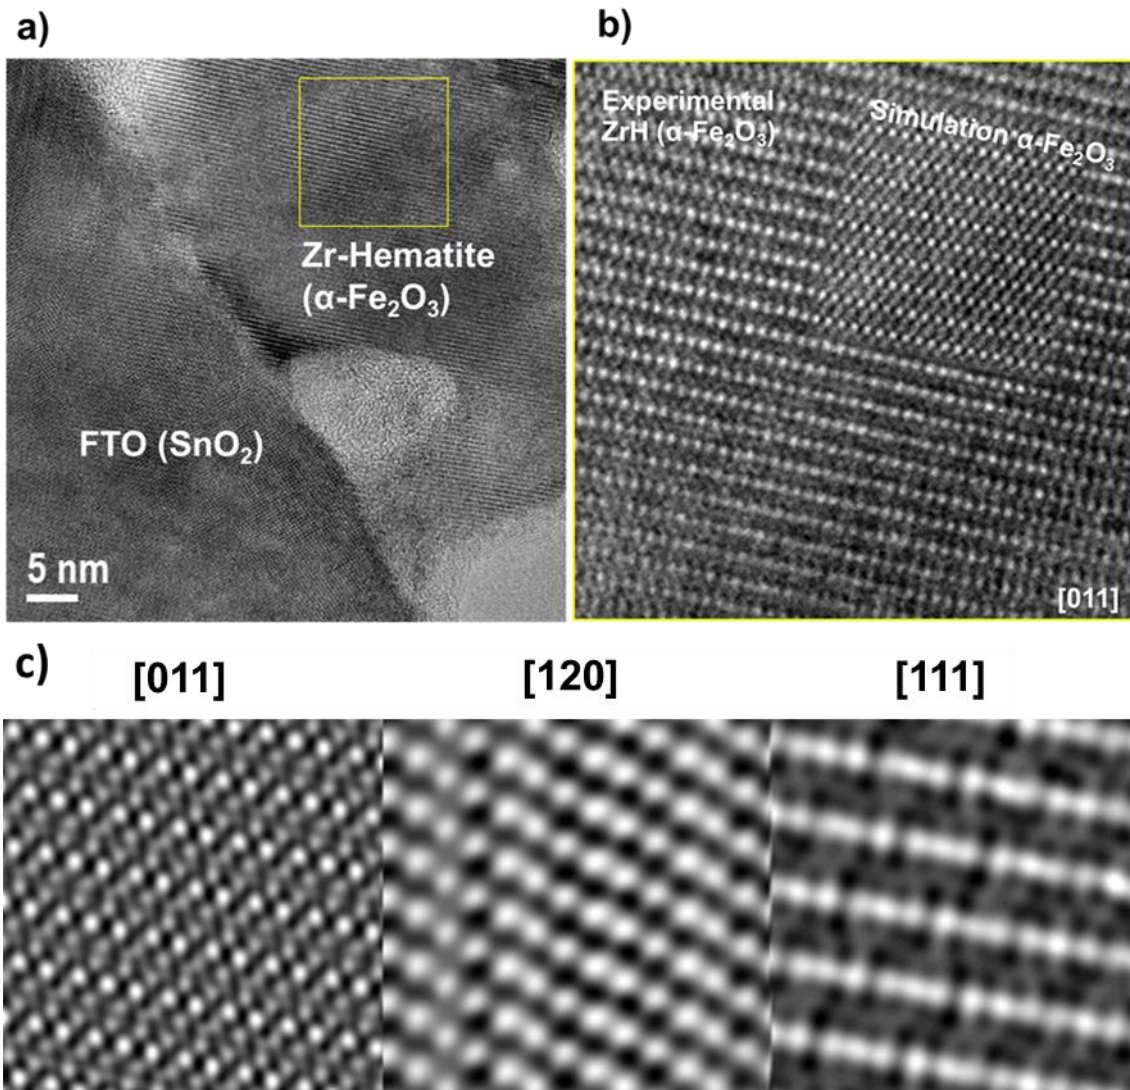 a)
Zr-Hematite
(α-Fe₂O₃)
FTO (SnO₂)
5 nm
b)
Experimental
ZrH (α-Fe₂O₃)
Simulation α-Fe₂O₃
[011]
c)
[011] [120] [111]